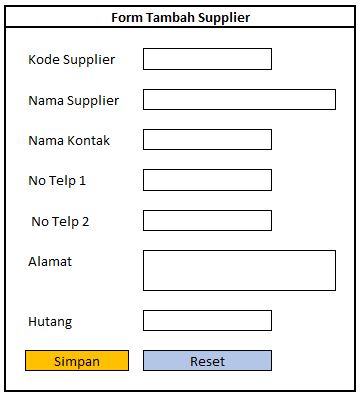 Form Tambah Supplier
Kode Supplier
Nama Supplier
Nama Kontak
No Telp 1
No Telp 2
Alamat
Hutang
Simpan Reset